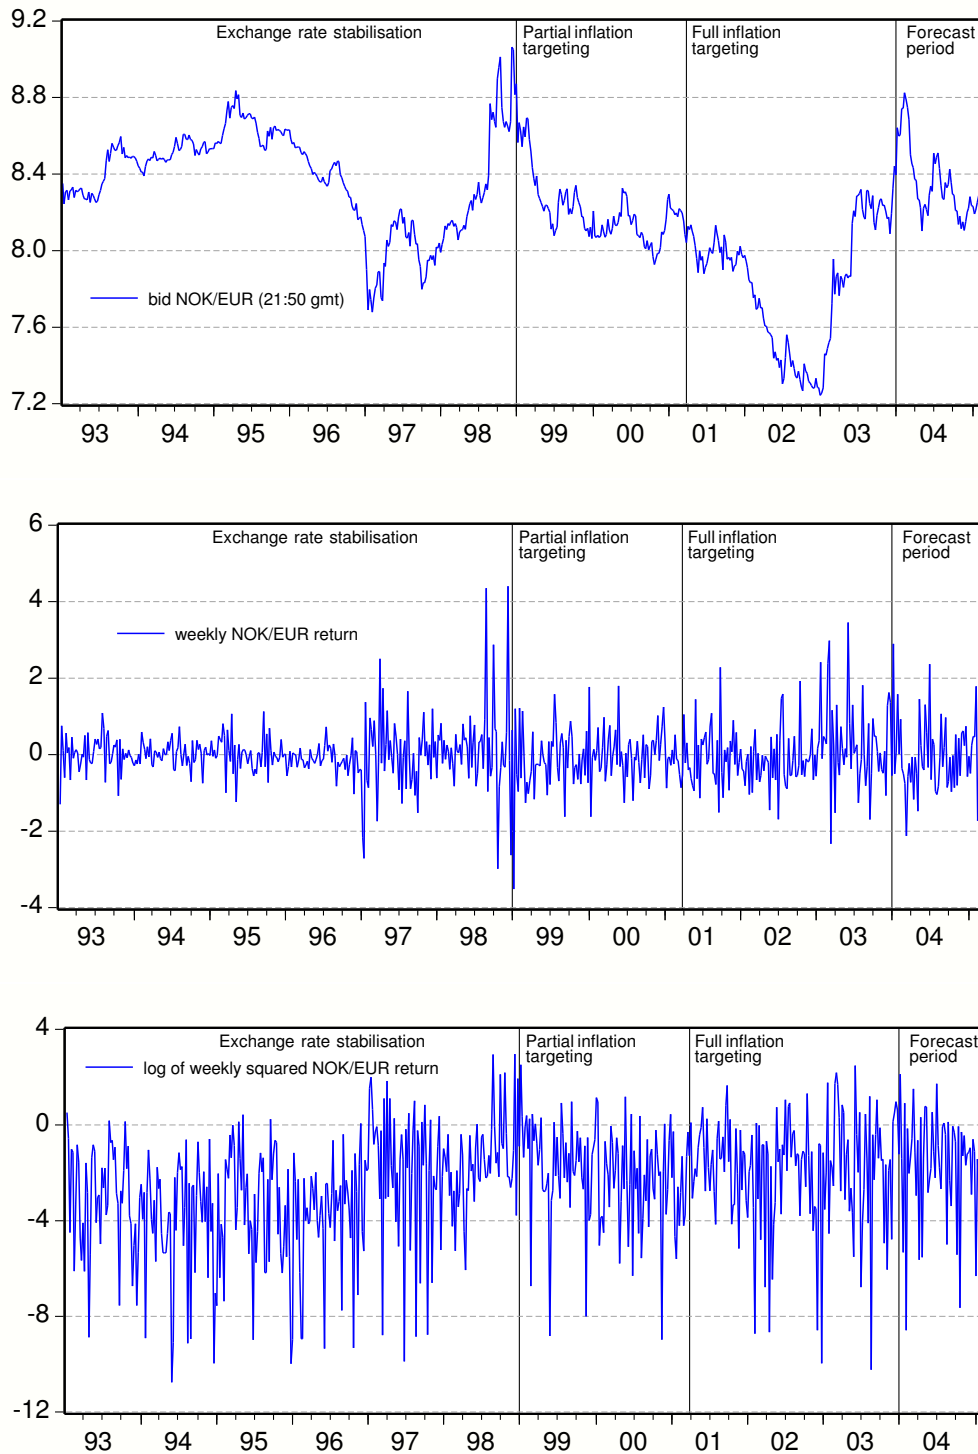 9.2
8.8
8.4
8.0
7.6
7.2
Exchange rate stabilisation
Partial inflation
targeting
Full inflation
targeting
Forecast
period
bid NOK/EUR (21:50 gmt)
93 94 95 96 97 98 99 00 01 02 03 04
6
4
2
0
-2
-4
Exchange rate stabilisation
Partial inflation
targeting
Full inflation
targeting
Forecast
period
weekly NOK/EUR return
93 94 95 96 97 98 99 00 01 02 03 04
4
0
-4
-8
-12
Exchange rate stabilisation
Partial inflation
targeting
Full inflation
targeting
Forecast
period
log of weekly squared NOK/EUR return
93 94 95 96 97 98 99 00 01 02 03 04